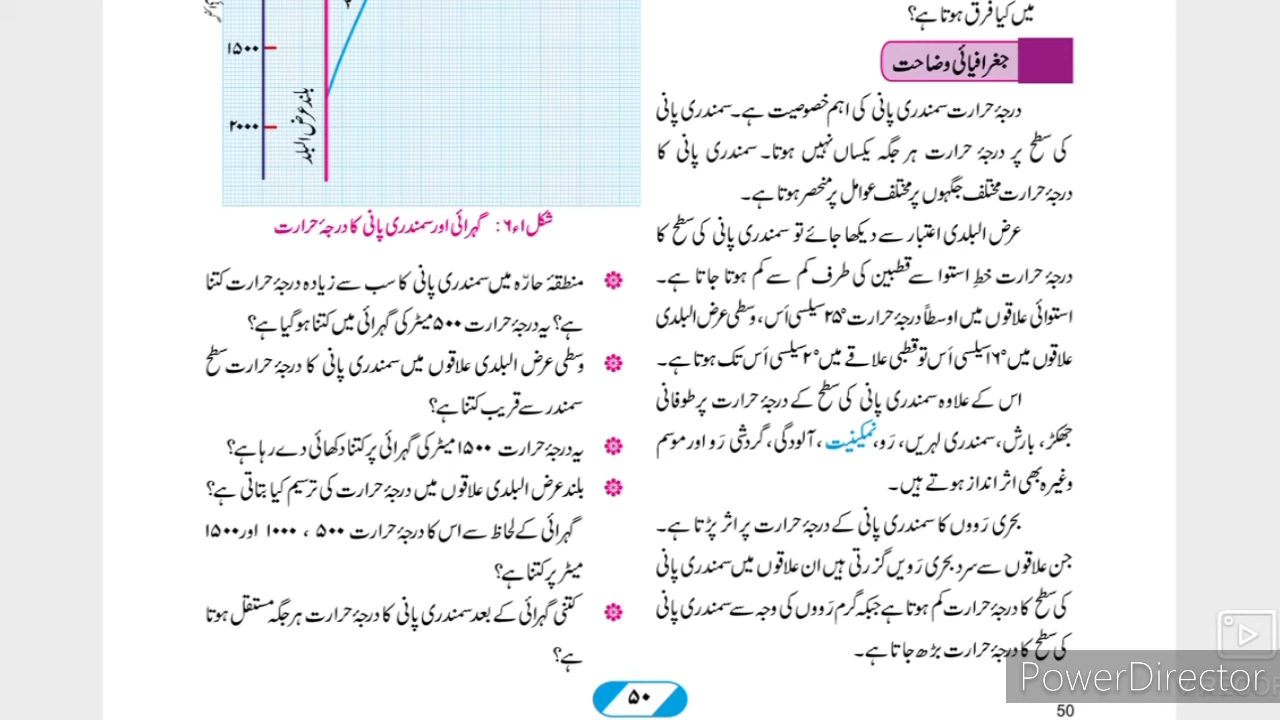 میں کیا فرق ہوتا ہے؟
جغرافیائی وضاحت
درجۂ حرارت سمندری پانی کی اہم خصوصیت ہے۔ سمندری پانی
کی سطح پر درجۂ حرارت ہر جگہ یکساں نہیں ہوتا۔ سمندری پانی کا
درجۂ حرارت مختلف جگہوں پر مختلف عوامل پر منحصر ہوتا ہے۔
عرض البلدی اعتبار سے دیکھا جائے تو سمندری پانی کی سطح کا
درجۂ حرارت خطِ استوا سے قطبین کی طرف کم سے کم ہوتا جاتا ہے۔
استوائی علاقوں میں اوسطاً درجۂ حرارت °۲۵ سیلسی اَس، وسطی عرض البلدی
علاقوں میں °۱۶ سیلسی اَس تو قطبی علاقے میں °۲ سیلسی اَس تک ہوتا ہے۔
اس کے علاوہ سمندری پانی کی سطح کے درجۂ حرارت پر طوفانی
جھکڑ، بارش، سمندری لہریں، رَو، نمکینیت، آلودگی، گردشی رَو اور موسم
وغیرہ بھی اثر انداز ہوتے ہیں۔
بحری رَووں کا سمندری پانی کے درجۂ حرارت پر اثر پڑتا ہے۔
جن علاقوں سے سرد بحری رَویں گزرتی ہیں ان علاقوں میں سمندری پانی
کی سطح کا درجۂ حرارت کم ہوتا ہے جبکہ گرم رَووں کی وجہ سے سمندری پانی
کی سطح کا درجۂ حرارت بڑھ جاتا ہے۔
۱۵۰۰
۲۰۰۰
بلند عرض البلد
شکل ۶ء۱ : گہرائی اور سمندری پانی کا درجۂ حرارت
منطقۂ حارّہ میں سمندری پانی کا سب سے زیادہ درجۂ حرارت کتنا
ہے؟ یہ درجۂ حرارت ۵۰۰ میٹر کی گہرائی میں کتنا ہوگیا ہے؟
وسطی عرض البلدی علاقوں میں سمندری پانی کا درجۂ حرارت سطح
سمندر سے قریب کتنا ہے؟
یہ درجۂ حرارت ۱۵۰۰ میٹر کی گہرائی پر کتنا دکھائی دے رہا ہے؟
بلند عرض البلدی علاقوں میں درجۂ حرارت کی ترسیم کیا بتاتی ہے؟
گہرائی کے لحاظ سے اس کا درجۂ حرارت ۵۰۰ ، ۱۰۰۰ اور ۱۵۰۰
میٹر پر کتنا ہے؟
کتنی گہرائی کے بعد سمندری پانی کا درجۂ حرارت ہر جگہ مستقل ہوتا
ہے؟
۵۰
PowerDirector
50